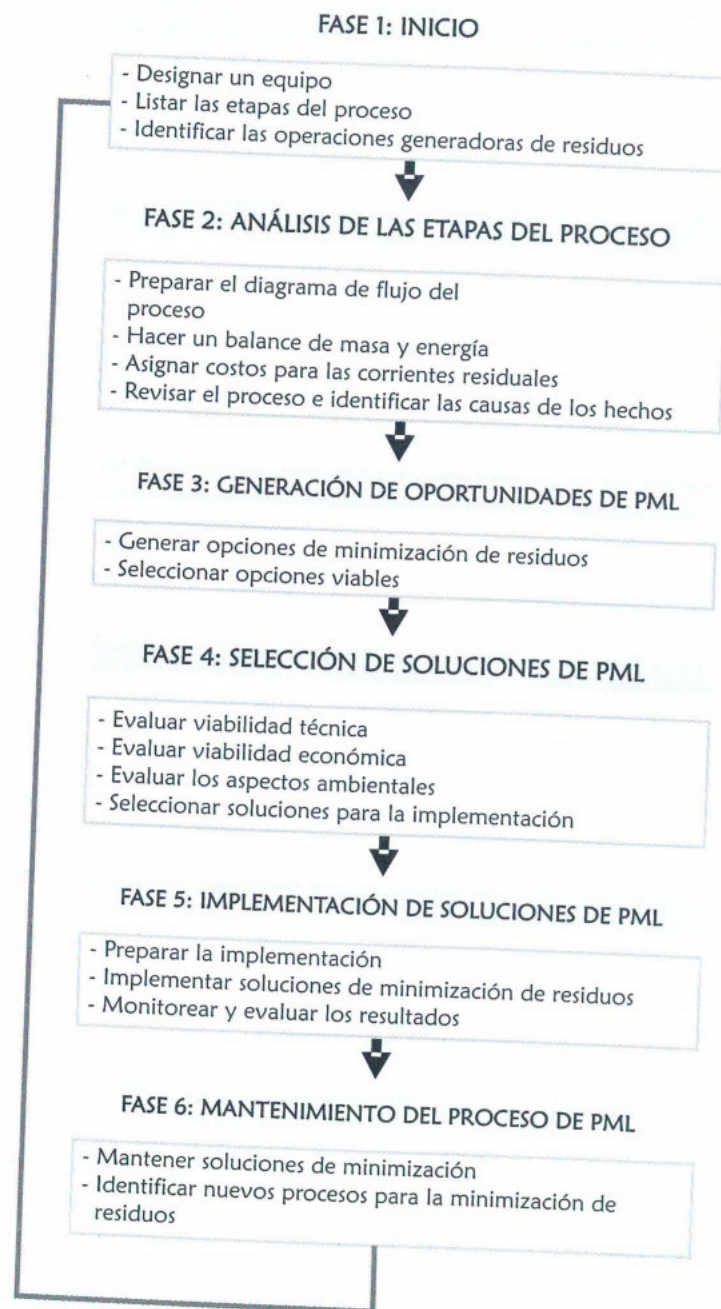 FASE 1: INICIO
- Designar un equipo
- Listar las etapas del proceso
- Identificar las operaciones generadoras de residuos
FASE 2: ANÁLISIS DE LAS ETAPAS DEL PROCESO
- Preparar el diagrama de flujo del
proceso
- Hacer un balance de masa y energía
- Asignar costos para las corrientes residuales
- Revisar el proceso e identificar las causas de los hechos
FASE 3: GENERACIÓN DE OPORTUNIDADES DE PML
- Generar opciones de minimización de residuos
- Seleccionar opciones viables
FASE 4: SELECCIÓN DE SOLUCIONES DE PML
- Evaluar viabilidad técnica
- Evaluar viabilidad económica
- Evaluar los aspectos ambientales
- Seleccionar soluciones para la implementación
FASE 5: IMPLEMENTACIÓN DE SOLUCIONES DE PML
- Preparar la implementación
- Implementar soluciones de minimización de residuos
- Monitorear y evaluar los resultados
FASE 6: MANTENIMIENTO DEL PROCESO DE PML
- Mantener soluciones de minimización
- Identificar nuevos procesos para la minimización de
residuos